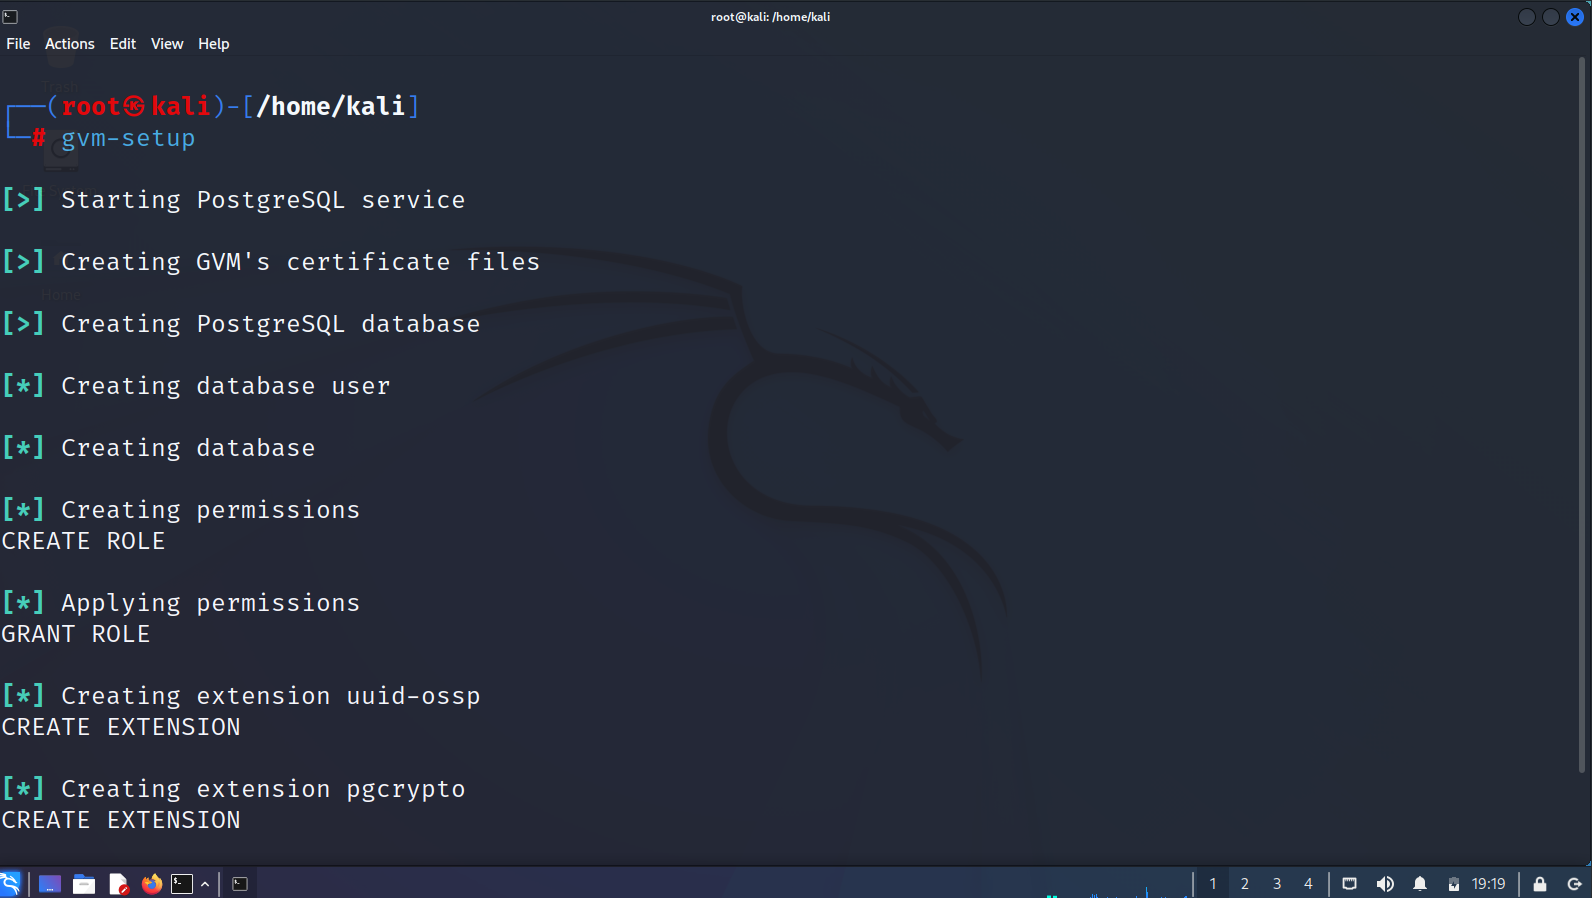 root@kali: /home/kali
File Actions Edit View Help
Trash
┌──(root㉿kali)-[/home/kali]
└─# gvm-setup
[>] Starting PostgreSQL service
[>] Creating GVM's certificate files
Home
[>] Creating PostgreSQL database
[*] Creating database user
[*] Creating database
[*] Creating permissions
CREATE ROLE
[*] Applying permissions
GRANT ROLE
[*] Creating extension uuid-ossp
CREATE EXTENSION
[*] Creating extension pgcrypto
CREATE EXTENSION
1 2 3 4 19:19